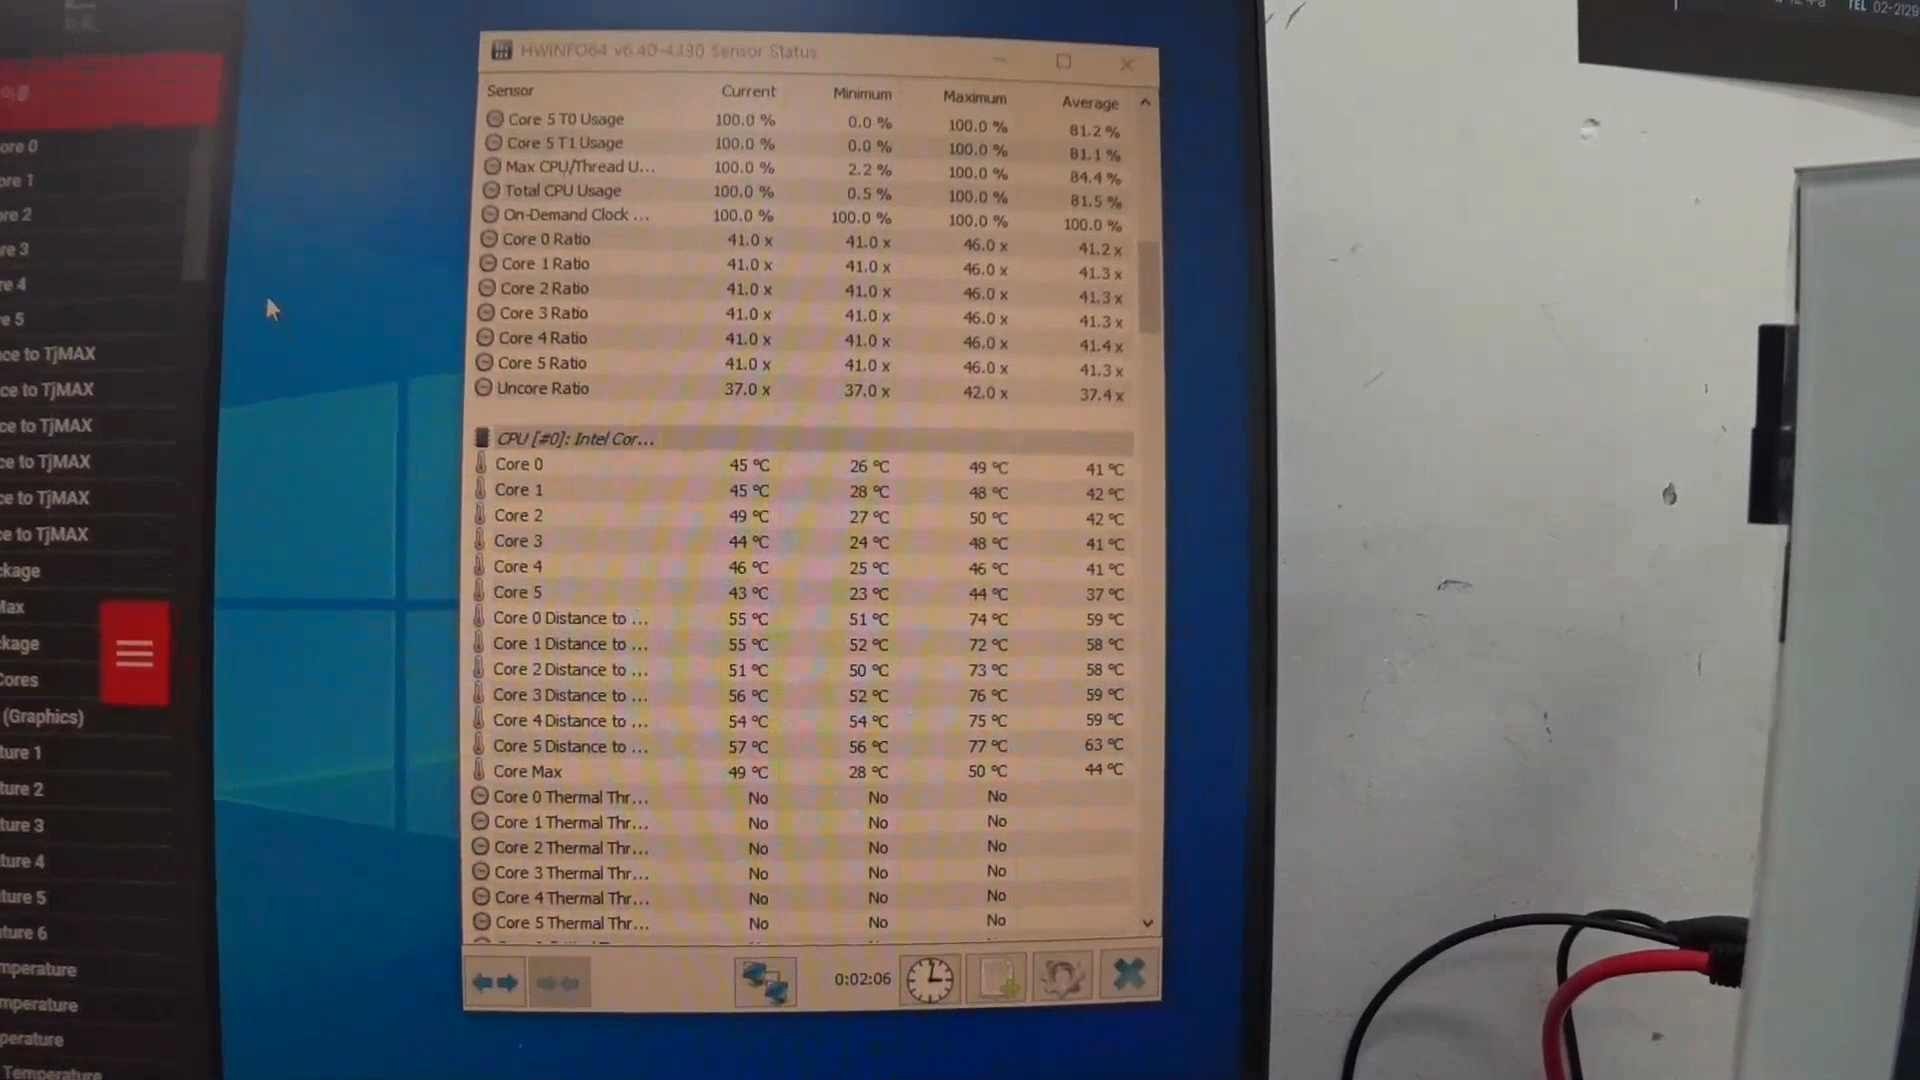 HWiNFO64 v6.40-4330 Sensor Status
Sensor Current Minimum Maximum Average
Core 5 T0 Usage 100.0 % 0.0 % 100.0 % 81.2 %
Core 5 T1 Usage 100.0 % 0.0 % 100.0 % 81.1 %
Max CPU/Thread U... 100.0 % 2.2 % 100.0 % 84.4 %
Total CPU Usage 100.0 % 0.5 % 100.0 % 81.5 %
On-Demand Clock ... 100.0 % 100.0 % 100.0 % 100.0 %
Core 0 Ratio 41.0 x 41.0 x 46.0 x 41.2 x
Core 1 Ratio 41.0 x 41.0 x 46.0 x 41.3 x
Core 2 Ratio 41.0 x 41.0 x 46.0 x 41.3 x
Core 3 Ratio 41.0 x 41.0 x 46.0 x 41.3 x
Core 4 Ratio 41.0 x 41.0 x 46.0 x 41.4 x
Core 5 Ratio 41.0 x 41.0 x 46.0 x 41.3 x
Uncore Ratio 37.0 x 37.0 x 42.0 x 37.4 x
CPU [#0]: Intel Cor...
Core 0 45 °C 26 °C 49 °C 41 °C
Core 1 45 °C 28 °C 48 °C 42 °C
Core 2 49 °C 27 °C 50 °C 42 °C
Core 3 44 °C 24 °C 48 °C 41 °C
Core 4 46 °C 25 °C 46 °C 41 °C
Core 5 43 °C 23 °C 44 °C 37 °C
Core 0 Distance to ... 55 °C 51 °C 74 °C 59 °C
Core 1 Distance to ... 55 °C 52 °C 72 °C 58 °C
Core 2 Distance to ... 51 °C 50 °C 73 °C 58 °C
Core 3 Distance to ... 56 °C 52 °C 76 °C 59 °C
Core 4 Distance to ... 54 °C 54 °C 75 °C 59 °C
Core 5 Distance to ... 57 °C 56 °C 77 °C 63 °C
Core Max 49 °C 28 °C 50 °C 44 °C
Core 0 Thermal Thr... No No No
Core 1 Thermal Thr... No No No
Core 2 Thermal Thr... No No No
Core 3 Thermal Thr... No No No
Core 4 Thermal Thr... No No No
Core 5 Thermal Thr... No No No
0:02:06
ore 0
ore 1
ore 2
re 3
re 4
e 5
ce to TjMAX
ce to TjMAX
ce to TjMAX
ce to TjMAX
ce to TjMAX
ce to TjMAX
ckage
Max
kage
Cores
(Graphics)
ture 1
ture 2
ture 3
ture 4
ture 5
ture 6
mperature
mperature
perature
Temperature
TEL 02-2129